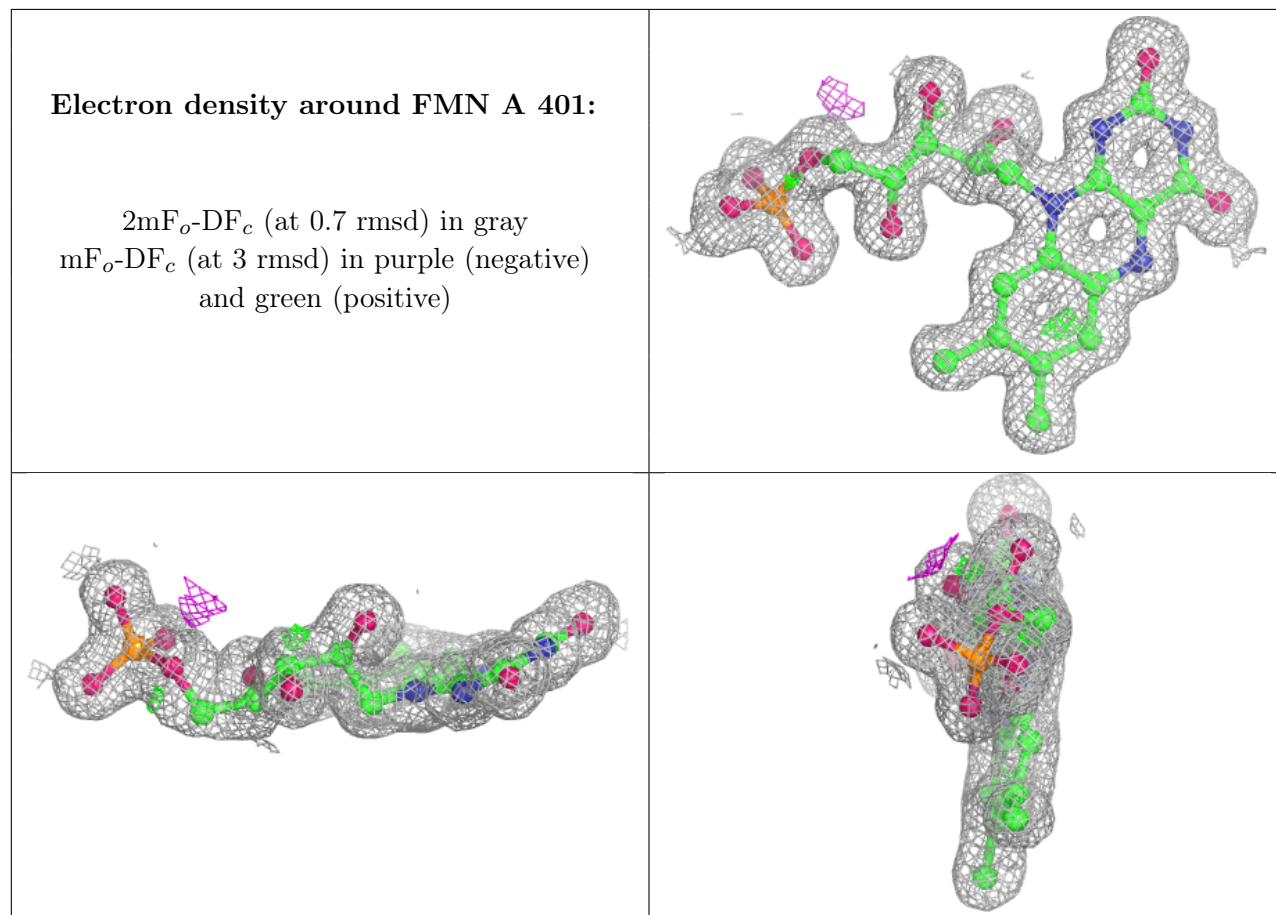 Electron density around FMN A 401:
2mFₒ-DF𝒸 (at 0.7 rmsd) in gray
mFₒ-DF𝒸 (at 3 rmsd) in purple (negative)
and green (positive)